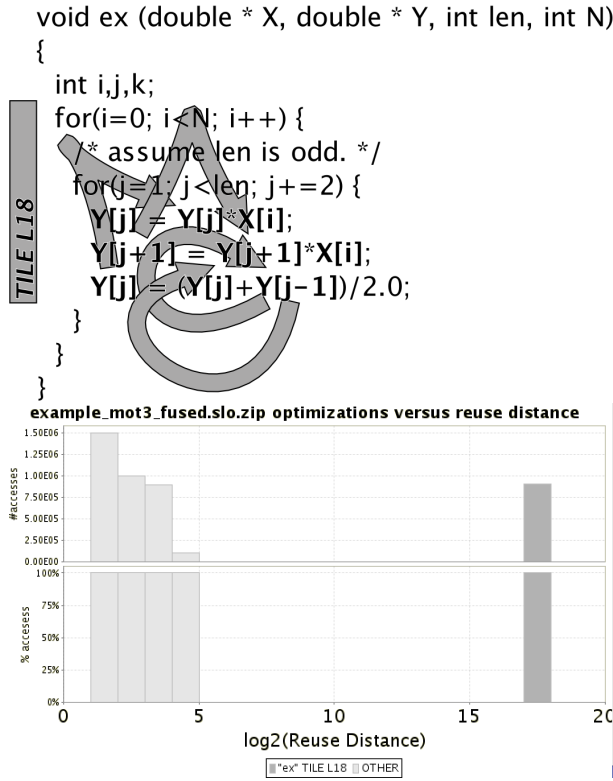 void ex (double * X, double * Y, int len, int N)
{
int i,j,k;
for(i=0; i<N; i++) {
/* assume len is odd. */
for(j=1; j<len; j+=2) {
Y[j] = Y[j]*X[i];
Y[j+1] = Y[j+1]*X[i];
Y[j] = (Y[j]+Y[j-1])/2.0;
}
}
}
TILE L18
example_mot3_fused.slo.zip optimizations versus reuse distance
#accesses
1.50E06
1.25E06
1.00E06
7.50E05
5.00E05
2.50E05
0.00E00
% accesess
100%
75%
50%
25%
0%
0 5 10 15 20
log2(Reuse Distance)
"ex" TILE L18 OTHER